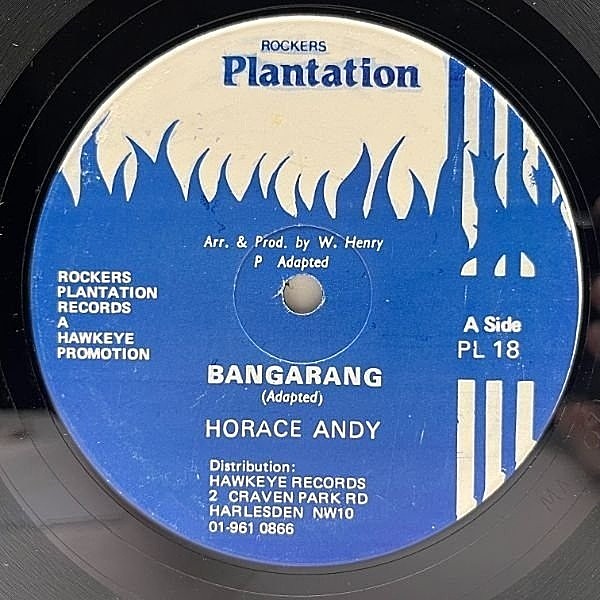 ROCKERS
Plantation
Arr. & Prod. by W. Henry
P Adapted
ROCKERS
PLANTATION
RECORDS
A
HAWKEYE
PROMOTION
A Side
PL 18
BANGARANG
(Adapted)
HORACE ANDY
Distribution:
HAWKEYE RECORDS
2 CRAVEN PARK RD
HARLESDEN NW10
01-961 0866